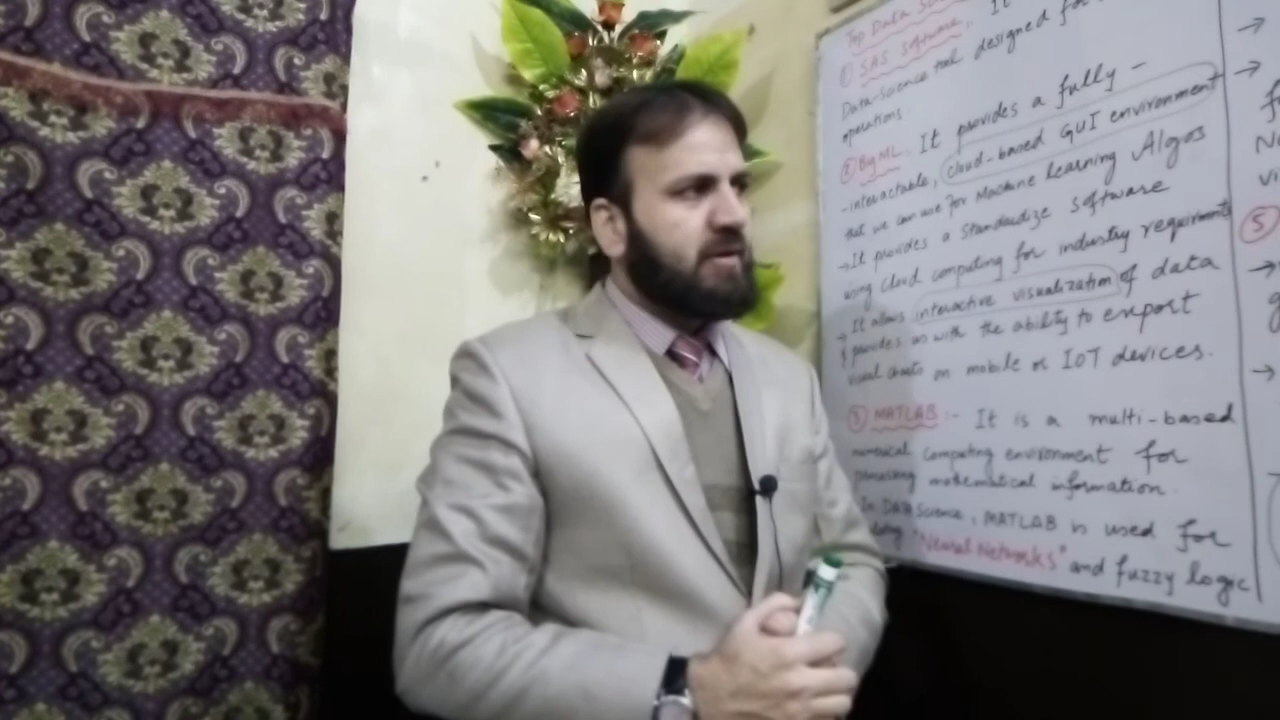 Top Data
① SAS Software, It
Data-science tool designed for
operations.
② BigML. It provides a fully -
-interactable, cloud-based GUI environment
that we can use for Machine learning Algos
→It provides a Standardize software
using Cloud computing for industry requirments
→ It allows interactive visualization of data
& provides us with the ability to export
visual charts on mobile or IOT devices.
③ MATLAB :- It is a multi-based
numerical computing environment for
processing mathematical information.
In DATA Science, MATLAB is used for
"Neural Networks" and fuzzy logic
→
→
5
→
→